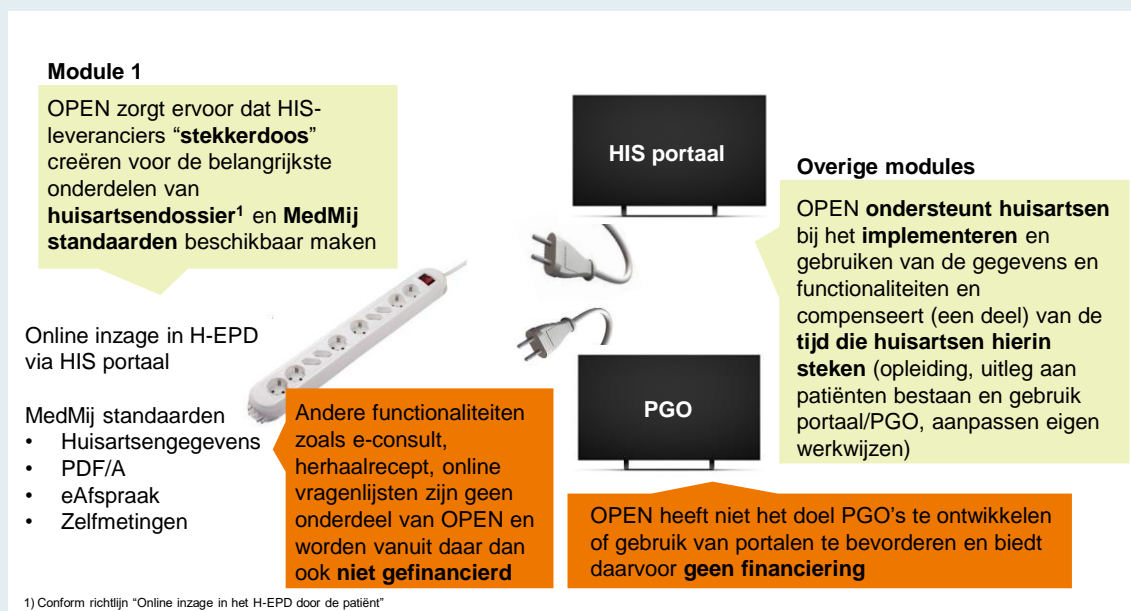 Module 1
OPEN zorgt ervoor dat HIS-
leveranciers “stekkerdoos”
creëren voor de belangrijkste
onderdelen van
huisartsendossier¹ en MedMij
standaarden beschikbaar maken
Online inzage in H-EPD
via HIS portaal
MedMij standaarden
• Huisartsengegevens
• PDF/A
• eAfspraak
• Zelfmetingen
Andere functionaliteiten
zoals e-consult,
herhaalrecept, online
vragenlijsten zijn geen
onderdeel van OPEN en
worden vanuit daar dan
ook niet gefinancierd
HIS portaal
PGO
Overige modules
OPEN ondersteunt huisartsen
bij het implementeren en
gebruiken van de gegevens en
functionaliteiten en
compenseert (een deel) van de
tijd die huisartsen hierin
steken (opleiding, uitleg aan
patiënten bestaan en gebruik
portaal/PGO, aanpassen eigen
werkwijzen)
OPEN heeft niet het doel PGO’s te ontwikkelen
of gebruik van portalen te bevorderen en biedt
daarvoor geen financiering
1) Conform richtlijn “Online inzage in het H-EPD door de patiënt”